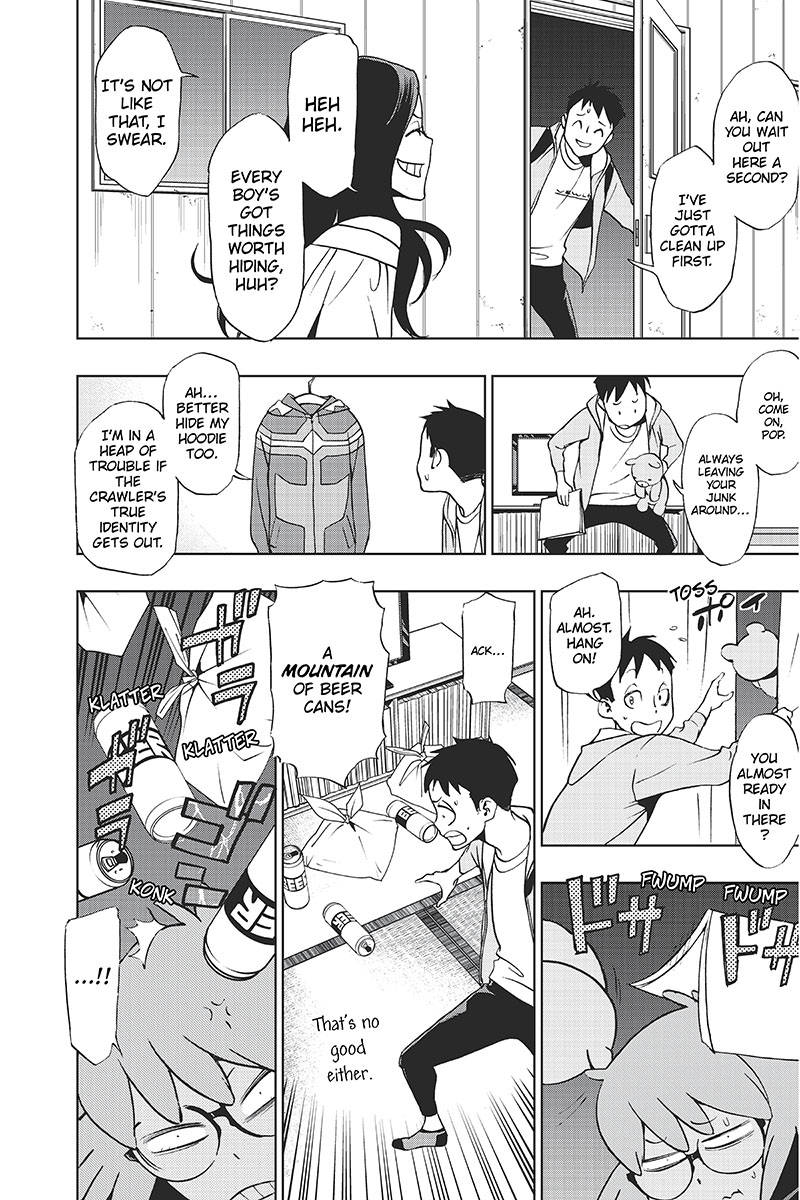 AH, CAN
YOU WAIT
OUT
HERE A
SECOND?
I'VE
JUST
GOTTA
CLEAN UP
FIRST.
HEH
HEH.
EVERY
BOY'S
GOT
THINGS
WORTH
HIDING,
HUH?
IT'S NOT
LIKE
THAT, I
SWEAR.
OH,
COME
ON,
POP.
ALWAYS
LEAVING
YOUR
JUNK
AROUND...
AH...
BETTER
HIDE MY
HOODIE
TOO.
I'M IN A
HEAP OF
TROUBLE IF
THE
CRAWLER'S
TRUE
IDENTITY
GETS OUT.
TOSS
ポイ
AH.
ALMOST.
HANG
ON!
YOU
ALMOST
READY
IN
THERE
?
FWUMP
ドサ
FWUMP
ドサ
ACK...
A
MOUNTAIN
OF BEER
CANS!
That's no
good
either.
KLATTER
ガラ
KLATTER
ガラ
KONK
ゴン
...!!